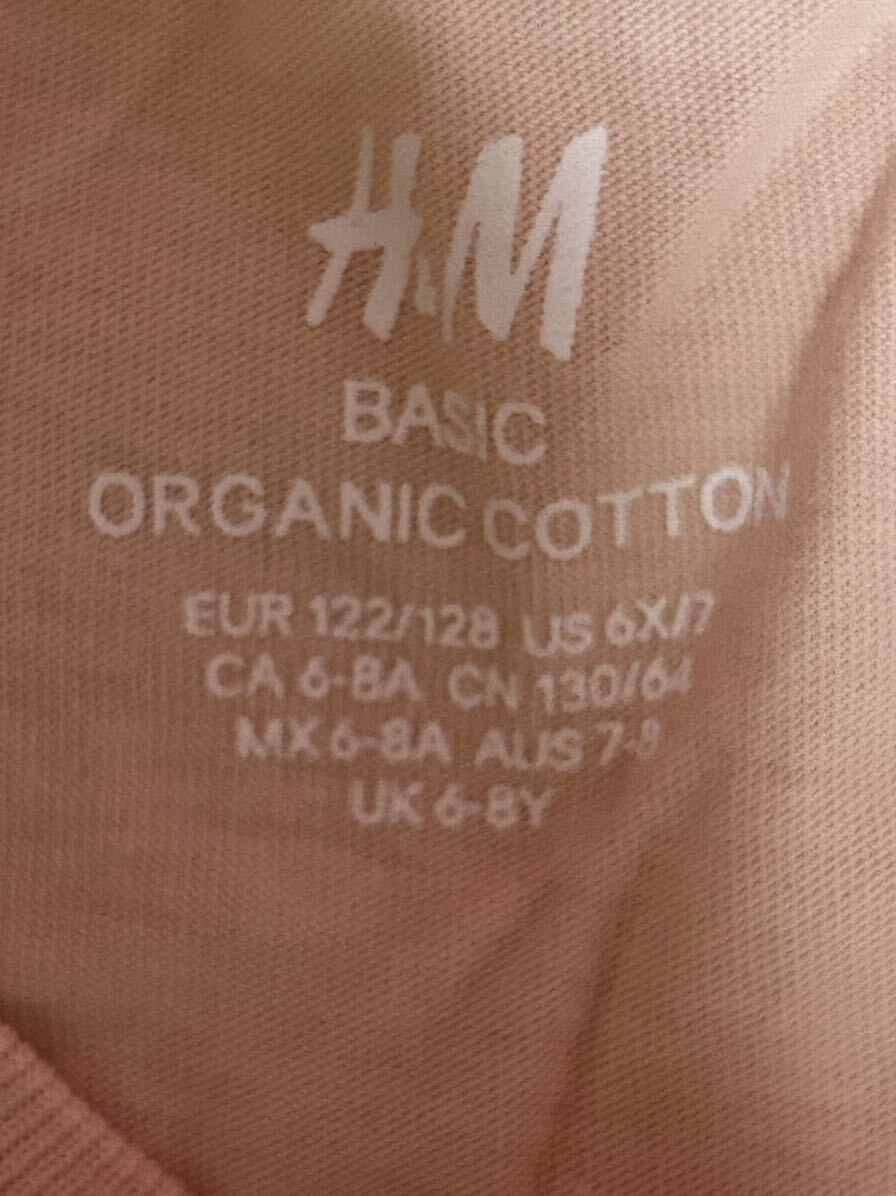 H&M
BASIC
ORGANIC COTTON
EUR 122/128 US 6X/7
CA 6-8A CN 130/64
MX 6-8A AUS 7-8
UK 6-8Y